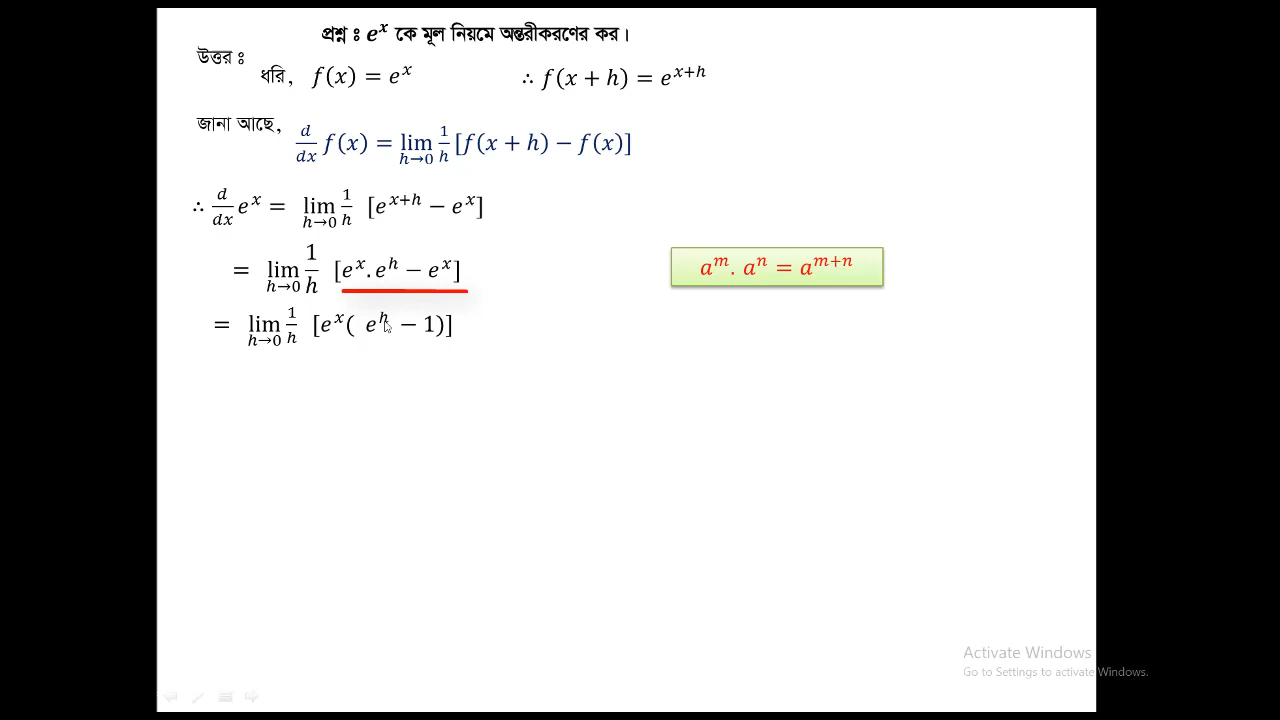 প্রশ্ন ঃ e^x কে মূল নিয়মে অন্তরীকরণের কর।
উত্তর ঃ
ধরি, f(x) = e^x ∴ f(x + h) = e^{x+h}
জানা আছে, d/dx f(x) = lim_{h→0} 1/h [f(x + h) − f(x)]
∴ d/dx e^x = lim_{h→0} 1/h [e^{x+h} − e^x]
= lim_{h→0} 1/h [e^x. e^h − e^x] a^m. a^n = a^{m+n}
= lim_{h→0} 1/h [e^x( e^h − 1)]
Activate Windows
Go to Settings to activate Windows.